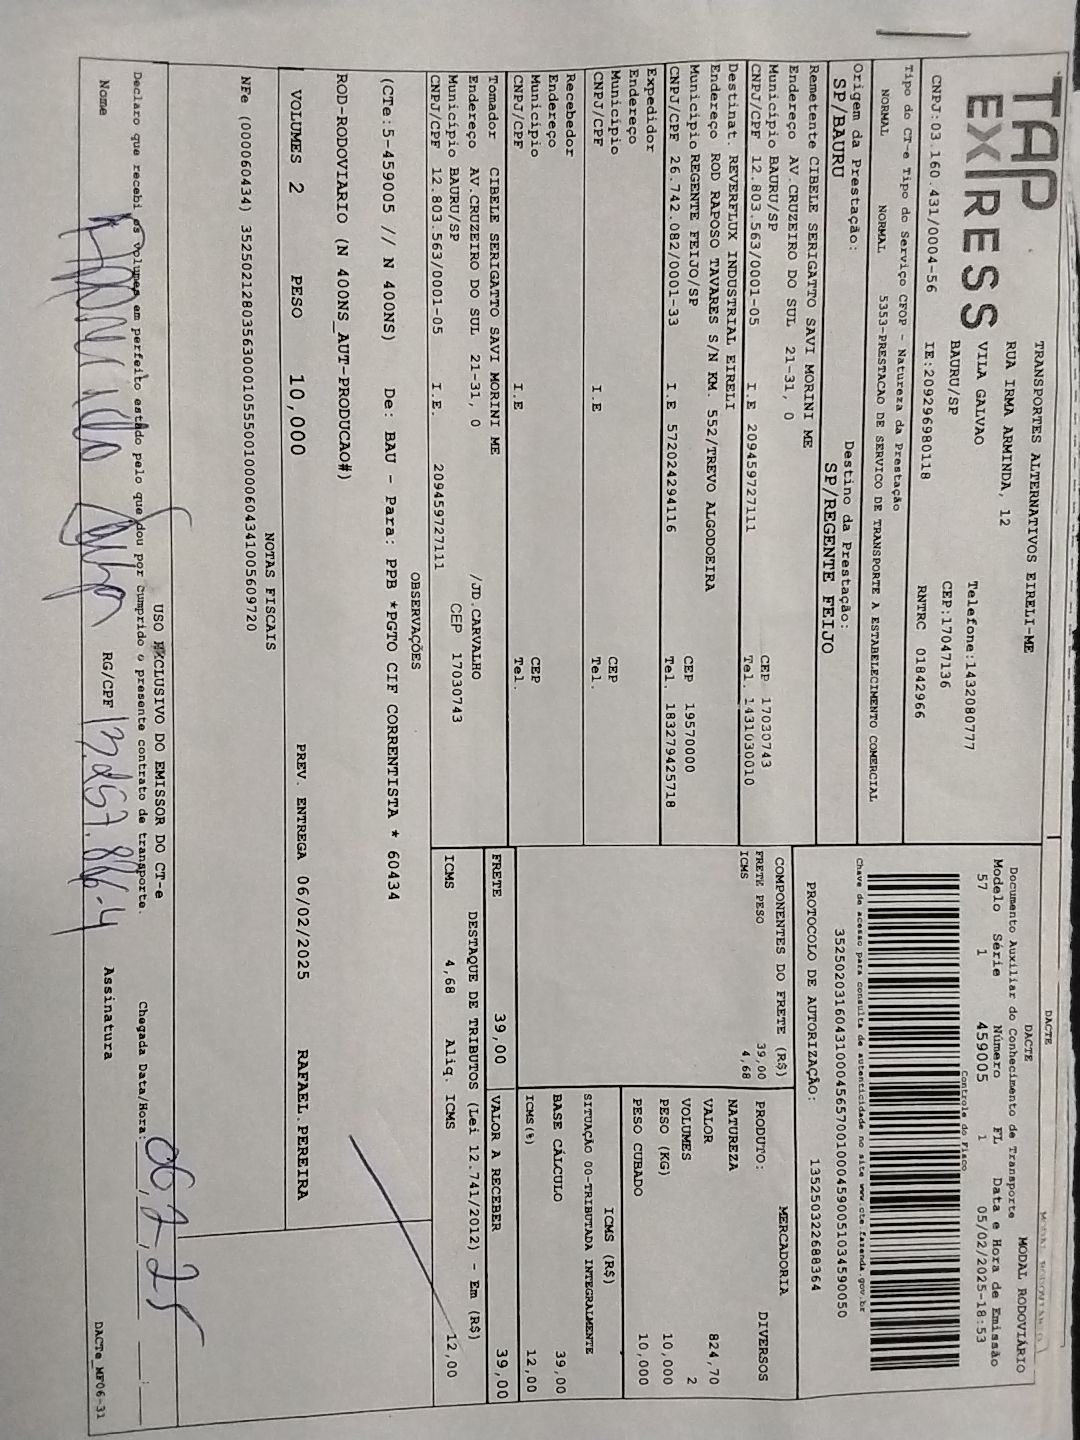 TAP
EXPRESS
TRANSPORTES ALTERNATIVOS EIRELI-ME
RUA IRMA ARMINDA, 12
VILA GALVAO
BAURU/SP
Telefone:1432080777
CEP:17047136
CNPJ:03.160.431/0004-56 IE:209296980118 RNTRC 01842966
Tipo do CT-e Tipo do Serviço CFOP - Natureza da Prestação
NORMAL NORMAL 5353-PRESTACAO DE SERVICO DE TRANSPORTE A ESTABELECIMENTO COMERCIAL
Origem da Prestação: Destino da Prestação:
SP/BAURU SP/REGENTE FEIJO
Remetente CIBELE SERIGATTO SAVI MORINI ME
Endereço AV.CRUZEIRO DO SUL 21-31, 0
Municipio BAURU/SP CEP 17030743
CNPJ/CPF 12.803.563/0001-05 I.E 209459727111 Tel. 1431030010
Destinat. REVERFLUX INDUSTRIAL EIRELI
Endereço ROD RAPOSO TAVARES S/N KM. 552/TREVO ALGODOEIRA
Municipio REGENTE FEIJO/SP CEP 19570000
CNPJ/CPF 26.742.082/0001-33 I.E 572024294116 Tel. 183279425718
Expedidor
Endereço
Município CEP
CNPJ/CPF I.E Tel.
Recebedor
Endereço
Município CEP
CNPJ/CPF I.E Tel.
Tomador CIBELE SERIGATTO SAVI MORINI ME
Endereço AV.CRUZEIRO DO SUL 21-31, 0 /JD.CARVALHO
Municipio BAURU/SP CEP 17030743
CNPJ/CPF 12.803.563/0001-05 I.E. 209459727111
DACTE
DACTE MODAL RODOVIÁRIO
Documento Auxiliar do Conhecimento de Transporte
Modelo Série Número FL Data e Hora de Emissão
57 1 459005 1 05/02/2025-18:53
Controle do Fisco
Chave de acesso para consulta de autenticidade no site www.cte.fazenda.gov.br
35250203160431000456570010004590051034590050
PROTOCOLO DE AUTORIZAÇÃO: 135250322688364
COMPONENTES DO FRETE (R$)
FRETE PESO 39,00
ICMS 4,68
MERCADORIA
PRODUTO: DIVERSOS
NATUREZA
VALOR 824,70
VOLUMES 2
PESO (KG) 10,000
PESO CUBADO 10,000
ICMS (R$)
SITUAÇÃO 00-TRIBUTADA INTEGRALMENTE
BASE CÁLCULO 39,00
ICMS(%) 12,00
FRETE 39,00 VALOR A RECEBER 39,00
DESTAQUE DE TRIBUTOS (Lei 12.741/2012) - Em (R$)
ICMS 4,68 Aliq. ICMS 12,00
OBSERVAÇÕES
(CTe:5-459005 // N 400NS) De: BAU - Para: PPB *PGTO CIF CORRENTISTA * 60434
ROD-RODOVIARIO (N 400NS_AUT-PRODUCAO#)
VOLUMES 2 PESO 10,000 PREV. ENTREGA 06/02/2025 RAFAEL.PEREIRA
NOTAS FISCAIS
NFe (000060434) 35250212803563000105550010000604341005609720
USO EXCLUSIVO DO EMISSOR DO CT-e
Declaro que recebi os volumes em perfeito estado pelo que dou por cumprido o presente contrato de transporte. Chegada Data/Hora: 06,2,25
Nome RG/CPF Assinatura
DACTe_MF06-31